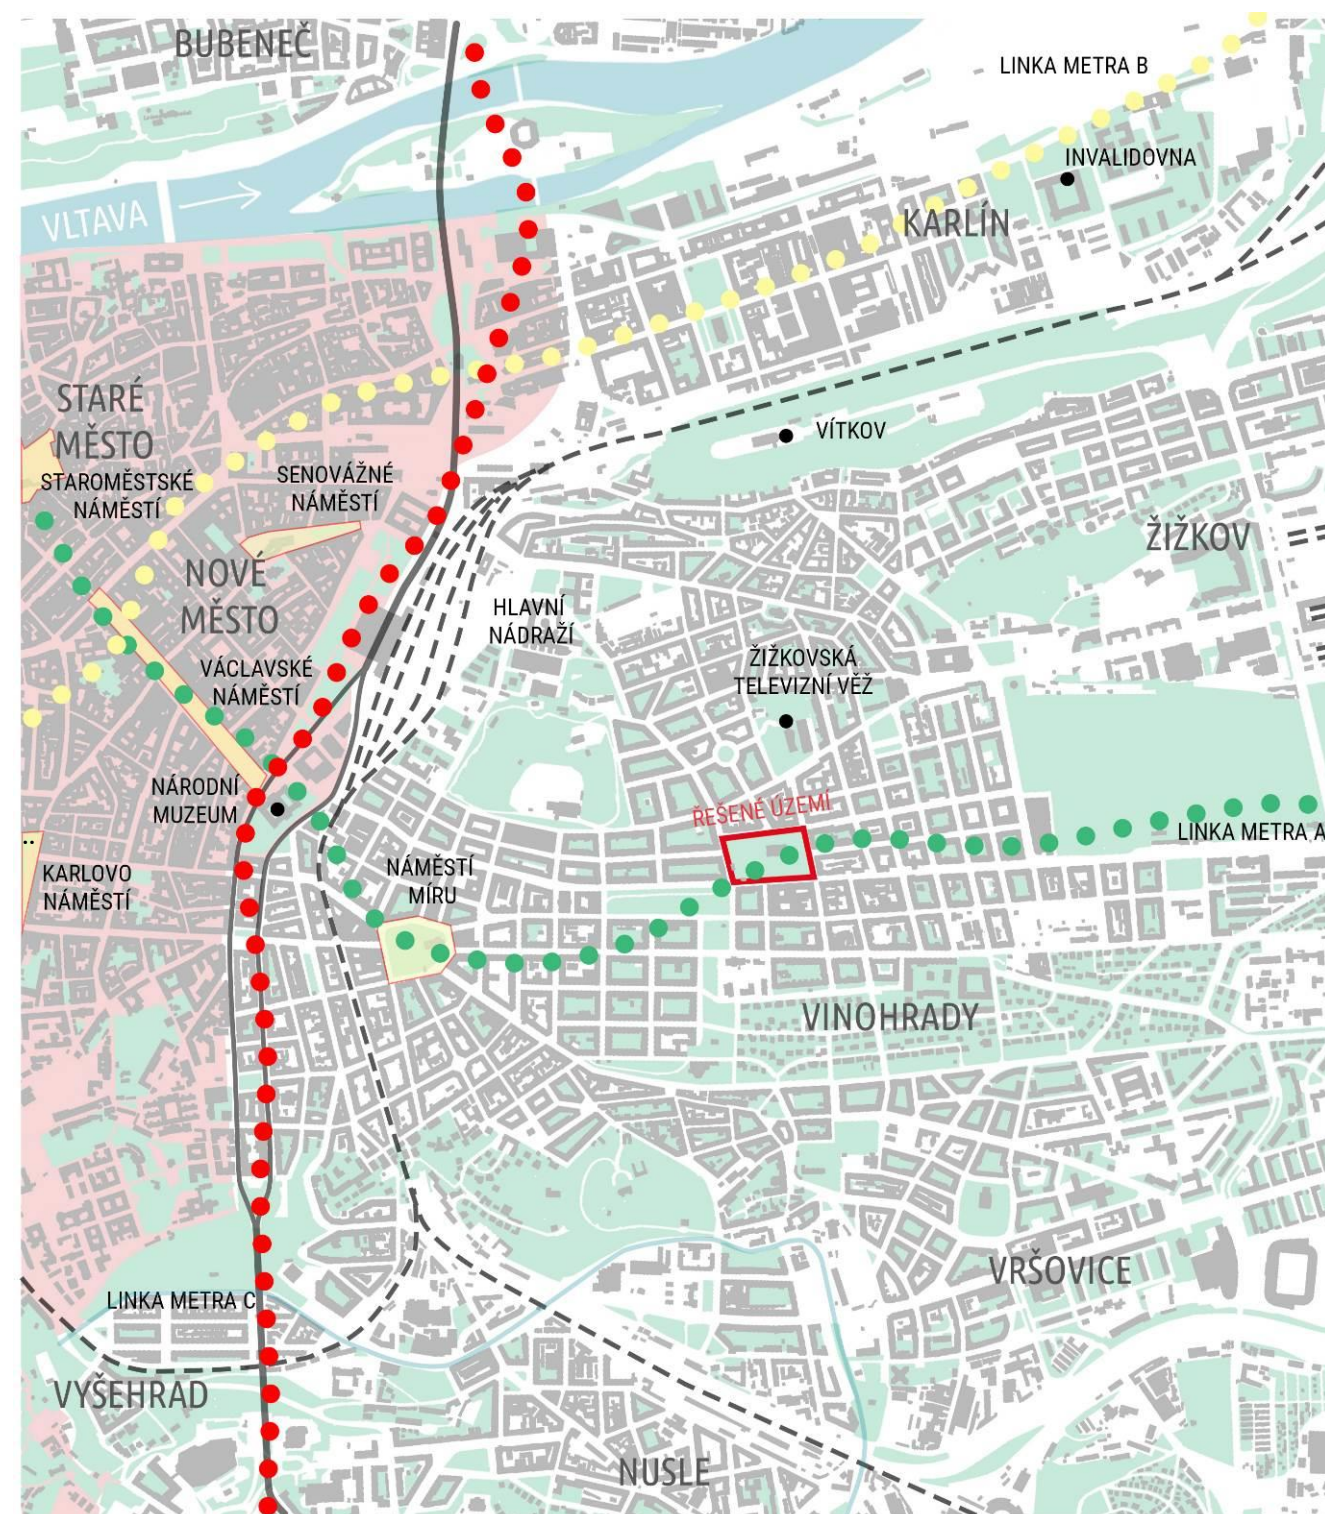 BUBENEČ
LINKA METRA B
INVALIDOVNA
VLTAVA
KARLÍN
STARÉ
MĚSTO
VÍTKOV
STAROMĚSTSKÉ
NÁMĚSTÍ
SENOVÁŽNÉ
NÁMĚSTÍ
ŽIŽKOV
NOVÉ
MĚSTO
HLAVNÍ
NÁDRAŽÍ
VÁCLAVSKÉ
NÁMĚSTÍ
ŽIŽKOVSKÁ
TELEVIZNÍ VĚŽ
NÁRODNÍ
MUZEUM
ŘEŠENÉ ÚZEMÍ
LINKA METRA A
KARLOVO
NÁMĚSTÍ
NÁMĚSTÍ
MÍRU
VINOHRADY
VRŠOVICE
LINKA METRA C
VYŠEHRAD
NUSLE